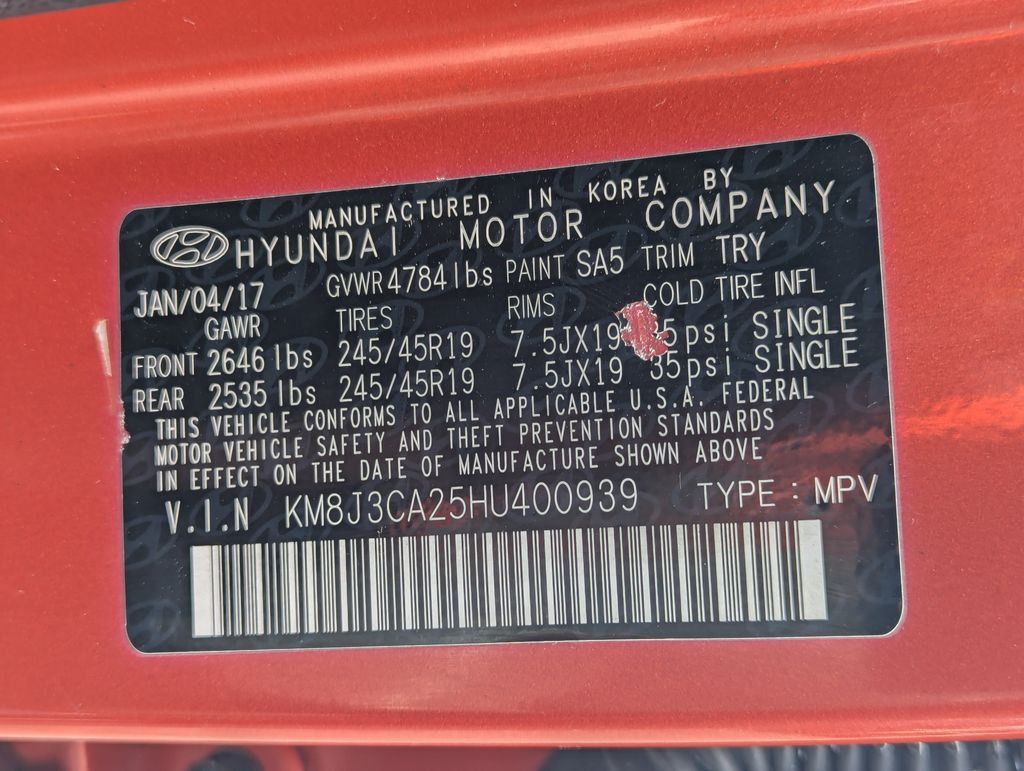 MANUFACTURED IN KOREA BY
HYUNDAI MOTOR COMPANY
JAN/04/17 GVWR 4784 lbs PAINT SA5 TRIM TRY
GAWR TIRES RIMS COLD TIRE INFL
FRONT 2646 lbs 245/45R19 7.5JX19 5psi SINGLE
REAR 2535 lbs 245/45R19 7.5JX19 35psi SINGLE
THIS VEHICLE CONFORMS TO ALL APPLICABLE U.S.A. FEDERAL
MOTOR VEHICLE SAFETY AND THEFT PREVENTION STANDARDS
IN EFFECT ON THE DATE OF MANUFACTURE SHOWN ABOVE
V.I.N KM8J3CA25HU400939 TYPE : MPV